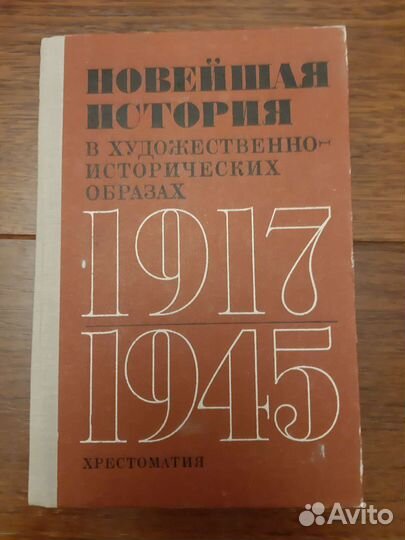 НОВЕЙШАЯ
ИСТОРИЯ
В ХУДОЖЕСТВЕННО-
ИСТОРИЧЕСКИХ
ОБРАЗАХ
1917
1945
ХРЕСТОМАТИЯ
Avito